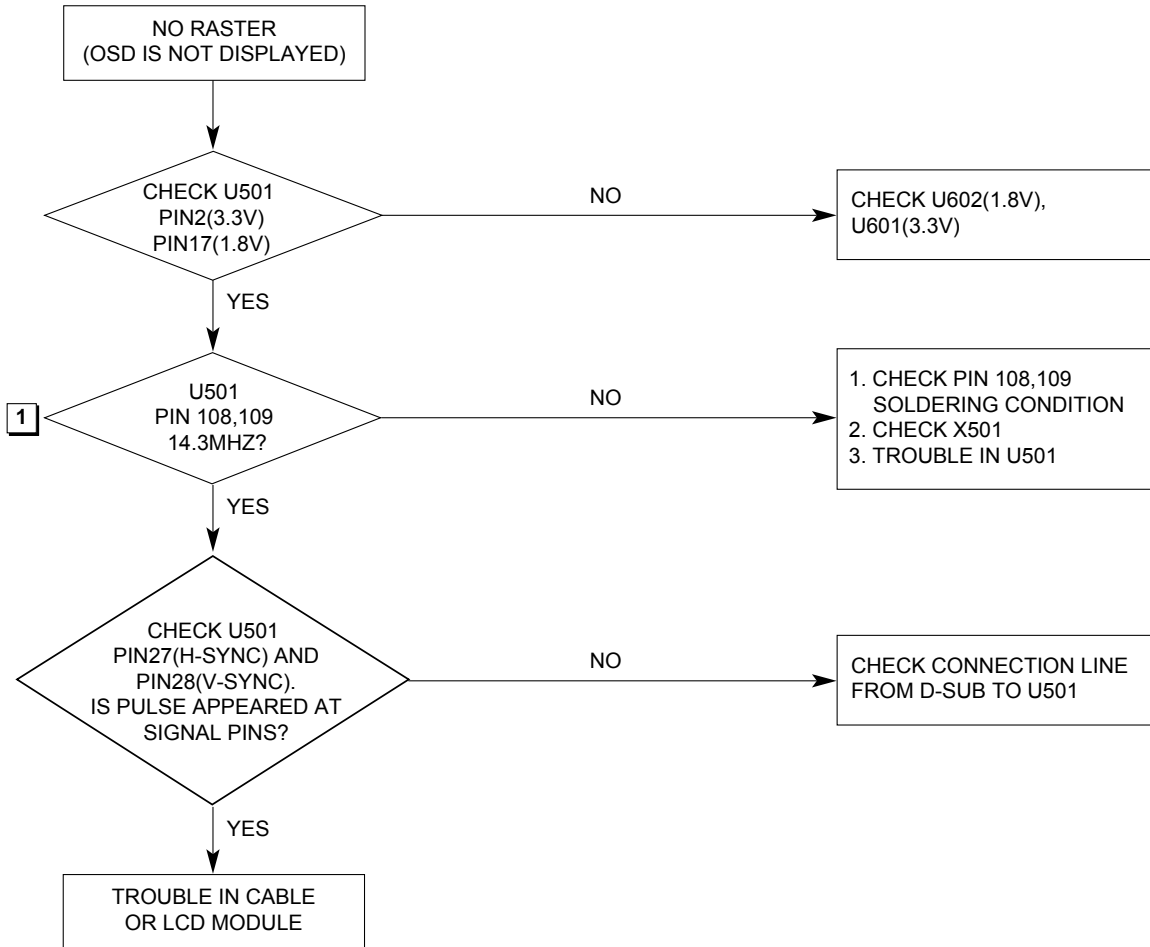 NO RASTER
(OSD IS NOT DISPLAYED)
CHECK U501
PIN2(3.3V)
PIN17(1.8V)
NO
CHECK U602(1.8V),
U601(3.3V)
YES
1
U501
PIN 108,109
14.3MHZ?
NO
1. CHECK PIN 108,109
SOLDERING CONDITION
2. CHECK X501
3. TROUBLE IN U501
YES
CHECK U501
PIN27(H-SYNC) AND
PIN28(V-SYNC).
IS PULSE APPEARED AT
SIGNAL PINS?
NO
CHECK CONNECTION LINE
FROM D-SUB TO U501
YES
TROUBLE IN CABLE
OR LCD MODULE